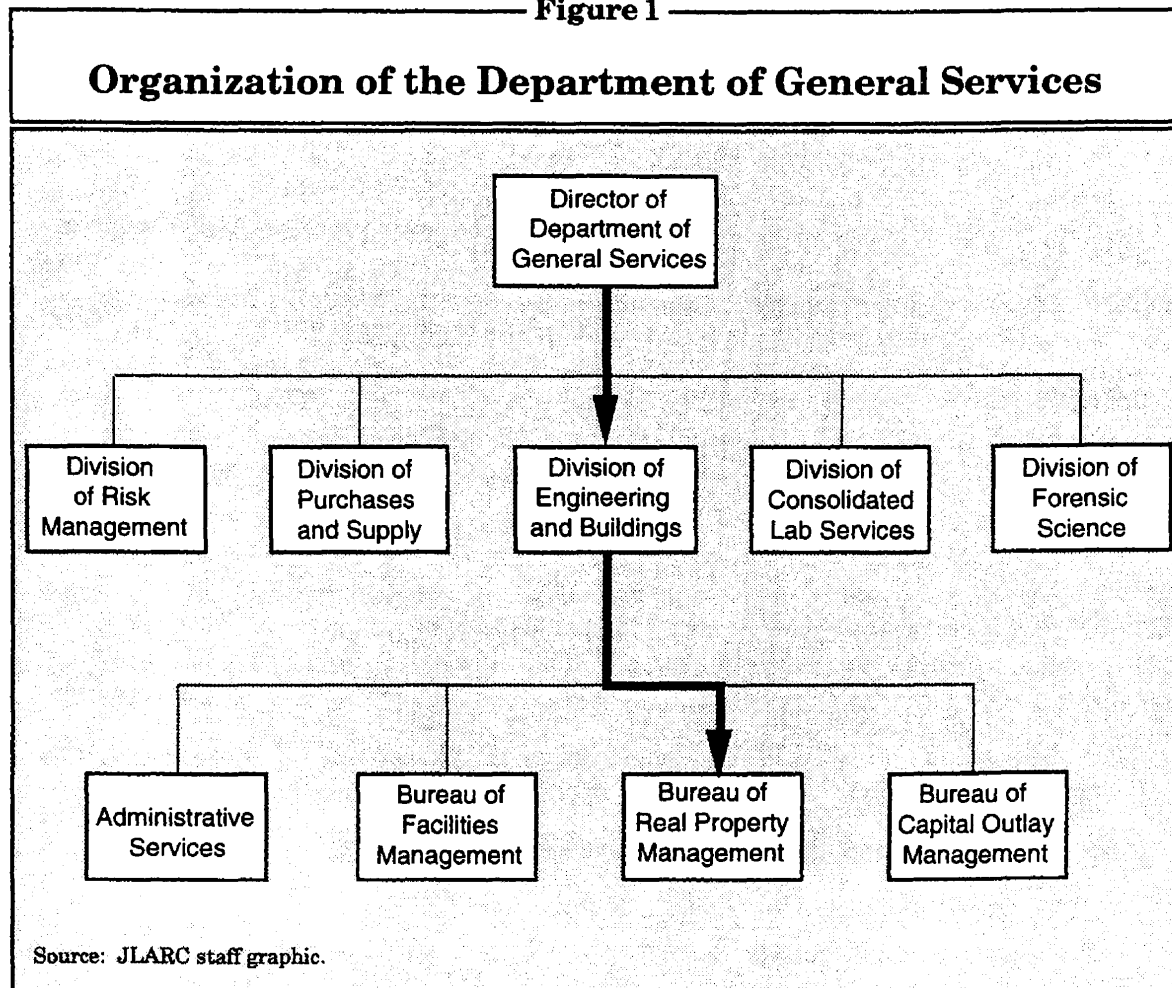 Figure 1
Organization of the Department of General Services
Director of
Department of
General Services
Division
of Risk
Management
Division of
Purchases
and Supply
Division of
Engineering
and Buildings
Division of
Consolidated
Lab Services
Division of
Forensic
Science
Administrative
Services
Bureau of
Facilities
Management
Bureau of
Real Property
Management
Bureau of
Capital Outlay
Management
Source: JLARC staff graphic.